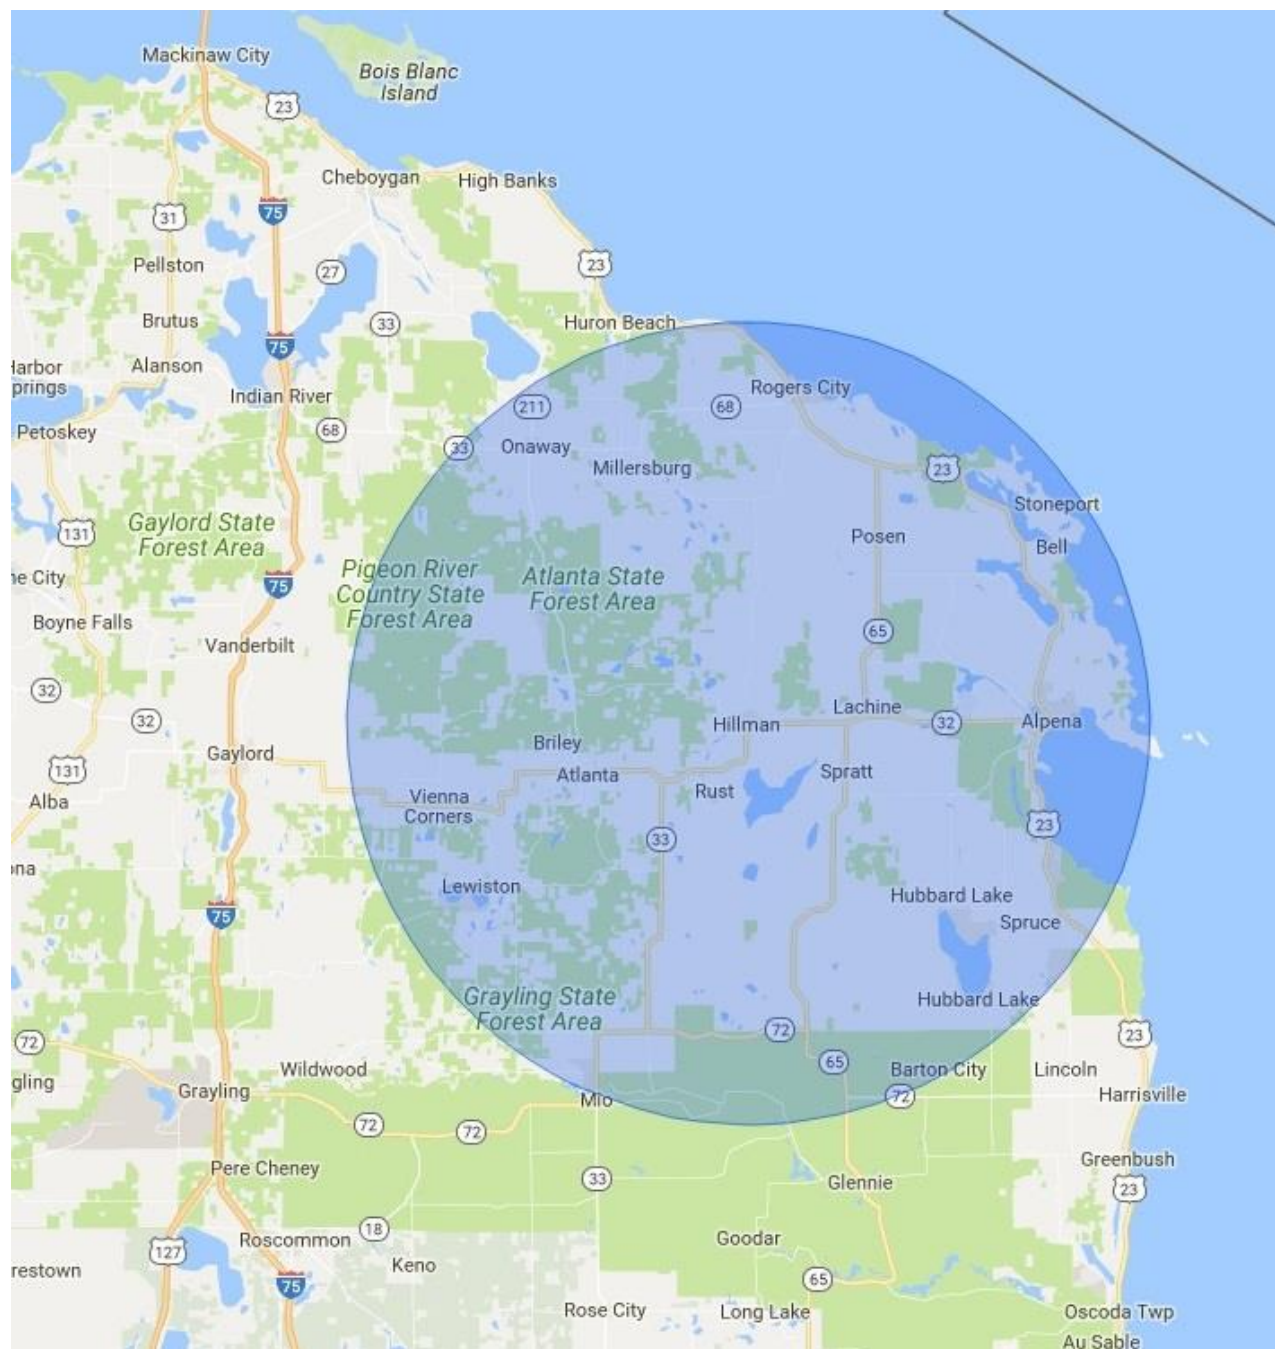 Mackinaw City
Bois Blanc
Island
23
Cheboygan
High Banks
75
31
Pellston
27
23
Brutus
33
Huron Beach
75
Harbor
Springs
Alanson
Indian River
Rogers City
211
68
Petoskey
68
33
Onaway
Millersburg
23
Stoneport
Gaylord State
Forest Area
131
Posen
Bell
Pigeon River
Country State
Forest Area
Atlanta State
Forest Area
ne City
75
Boyne Falls
Vanderbilt
65
32
32
Lachine
Hillman
32
Alpena
Gaylord
Briley
131
Atlanta
Spratt
Alba
Vienna
Corners
Rust
33
23
ona
Lewiston
Hubbard Lake
75
Spruce
Grayling State
Forest Area
Hubbard Lake
72
72
23
65
gling
Wildwood
Barton City
Lincoln
Grayling
Mio
72
Harrisville
72
72
Pere Cheney
Greenbush
33
Glennie
23
18
127
Roscommon
Goodar
restown
Keno
75
65
Rose City
Long Lake
Oscoda Twp
Au Sable